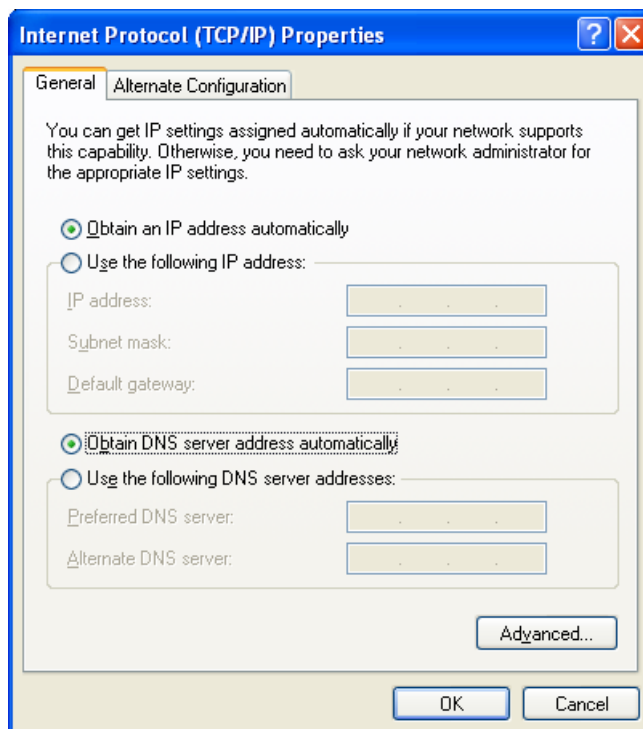 Internet Protocol (TCP/IP) Properties
General
Alternate Configuration
You can get IP settings assigned automatically if your network supports
this capability. Otherwise, you need to ask your network administrator for
the appropriate IP settings.
Obtain an IP address automatically
Use the following IP address:
IP address:
Subnet mask:
Default gateway:
Obtain DNS server address automatically
Use the following DNS server addresses:
Preferred DNS server:
Alternate DNS server:
Advanced...
OK
Cancel